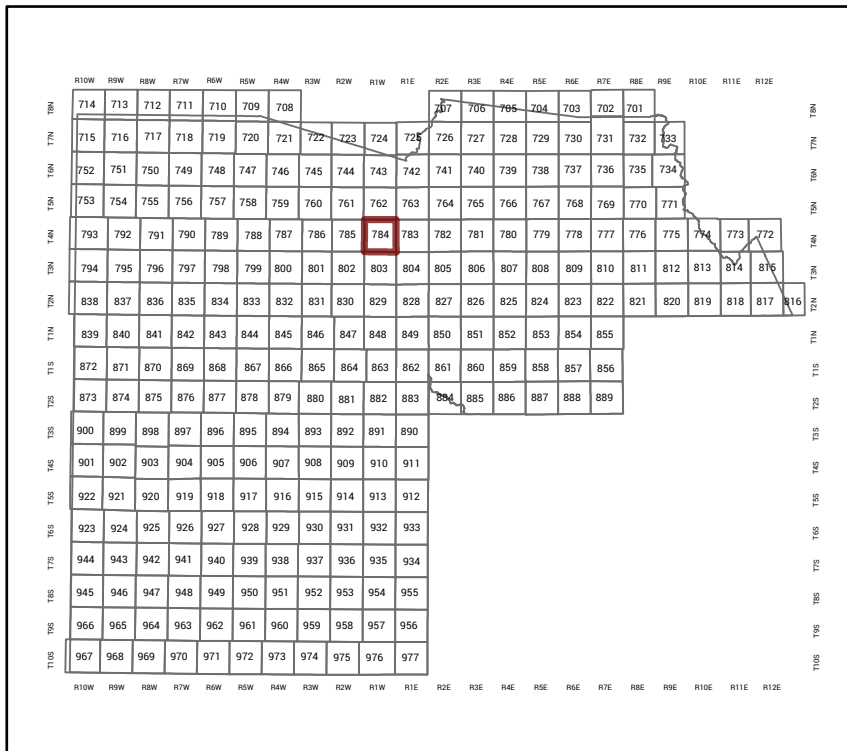 R10W R9W R8W R7W R6W R5W R4W R3W R2W R1W R1E R2E R3E R4E R5E R6E R7E R8E R9E R10E R11E R12E
T8N 714 713 712 711 710 709 708 707 706 705 704 703 702 701 T8N
T7N 715 716 717 718 719 720 721 722 723 724 725 726 727 728 729 730 731 732 733 T7N
T6N 752 751 750 749 748 747 746 745 744 743 742 741 740 739 738 737 736 735 734 T6N
T5N 753 754 755 756 757 758 759 760 761 762 763 764 765 766 767 768 769 770 771 T5N
T4N 793 792 791 790 789 788 787 786 785 784 783 782 781 780 779 778 777 776 775 774 773 772 T4N
T3N 794 795 796 797 798 799 800 801 802 803 804 805 806 807 808 809 810 811 812 813 814 815 T3N
T2N 838 837 836 835 834 833 832 831 830 829 828 827 826 825 824 823 822 821 820 819 818 817 816 T2N
T1N 839 840 841 842 843 844 845 846 847 848 849 850 851 852 853 854 855 T1N
T1S 872 871 870 869 868 867 866 865 864 863 862 861 860 859 858 857 856 T1S
T2S 873 874 875 876 877 878 879 880 881 882 883 884 885 886 887 888 889 T2S
T3S 900 899 898 897 896 895 894 893 892 891 890 T3S
T4S 901 902 903 904 905 906 907 908 909 910 911 T4S
T5S 922 921 920 919 918 917 916 915 914 913 912 T5S
T6S 923 924 925 926 927 928 929 930 931 932 933 T6S
T7S 944 943 942 941 940 939 938 937 936 935 934 T7S
T8S 945 946 947 948 949 950 951 952 953 954 955 T8S
T9S 966 965 964 963 962 961 960 959 958 957 956 T9S
T10S 967 968 969 970 971 972 973 974 975 976 977 T10S
R10W R9W R8W R7W R6W R5W R4W R3W R2W R1W R1E R2E R3E R4E R5E R6E R7E R8E R9E R10E R11E R12E